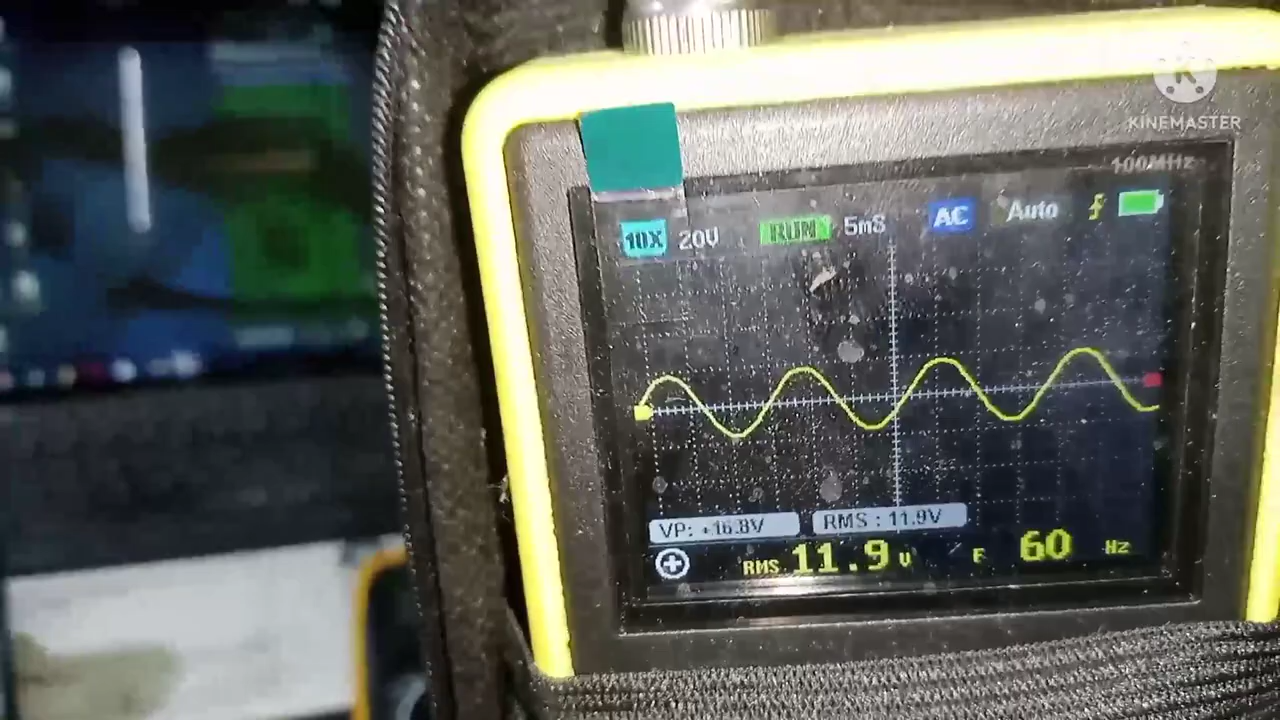 KINEMASTER
100MHz
10X 20V RUN 5mS AC Auto
VP: +16.8V RMS : 11.9V
RMS 11.9 V F 60 Hz